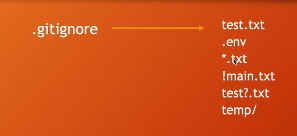 .gitignore
test.txt
.env
*.txt
!main.txt
test?.txt
temp/